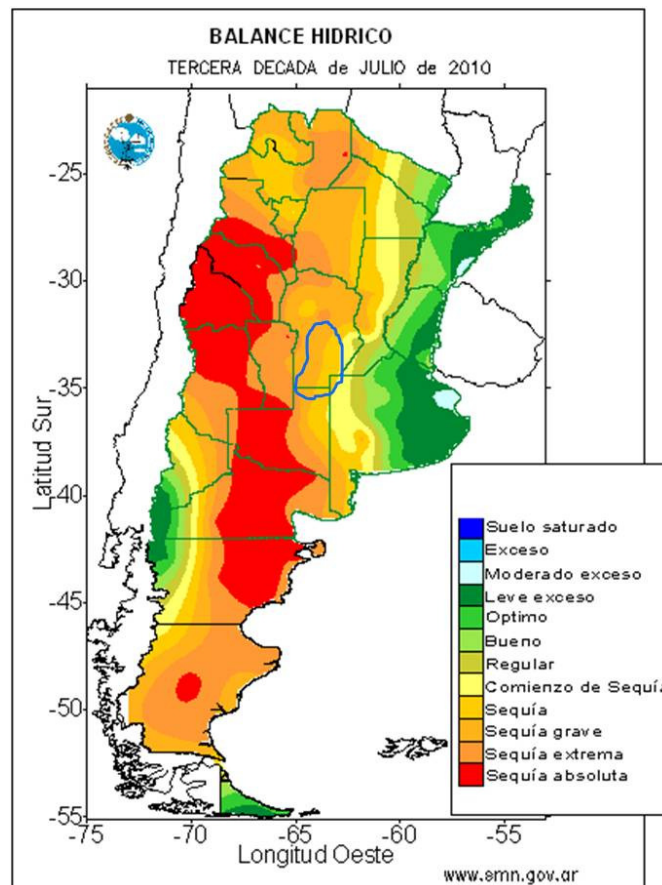 BALANCE HIDRICO
TERCERA DECADA de JULIO de 2010
-25
-30
-35
-40
-45
-50
-55
Latitud Sur
-75
-70
-65
-60
-55
Longitud Oeste
Suelo saturado
Exceso
Moderado exceso
Leve exceso
Optimo
Bueno
Regular
Comienzo de Sequía
Sequía
Sequía grave
Sequía extrema
Sequía absoluta
www.smn.gov.ar